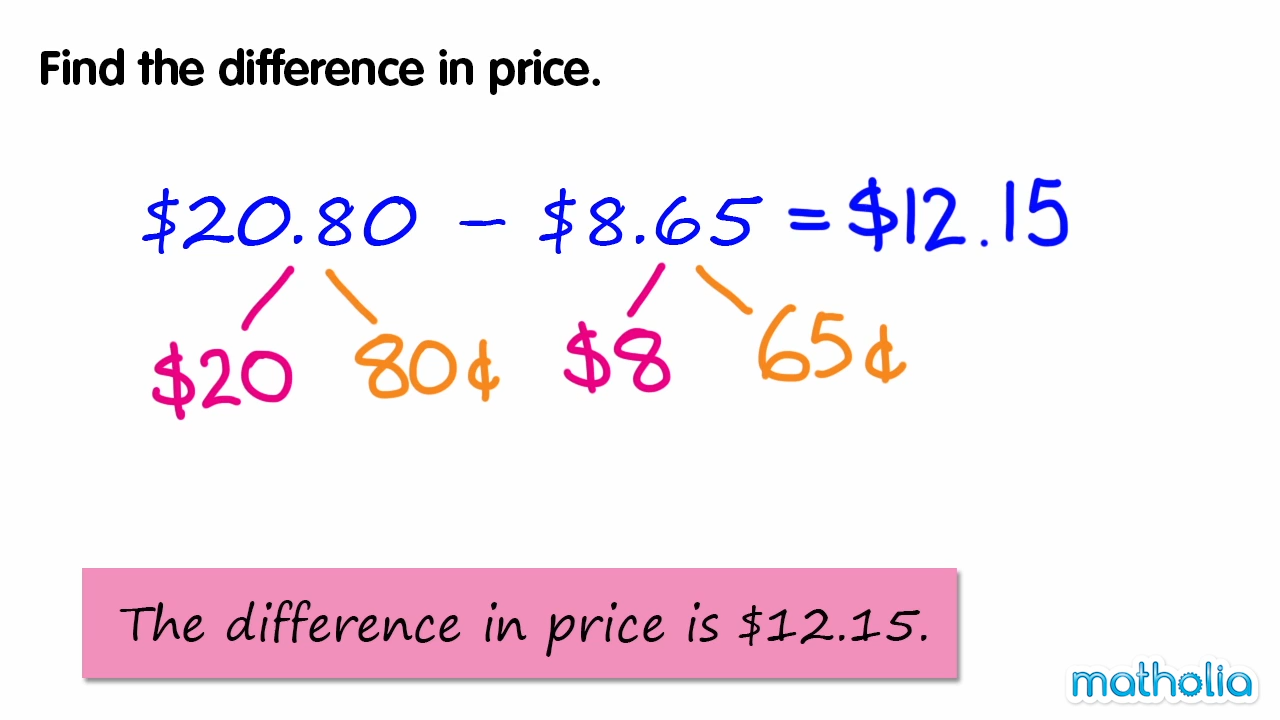 Find the difference in price.
$20.80 – $8.65 = $12.15
$20 80¢ $8 65¢
The difference in price is $12.15.
matholia